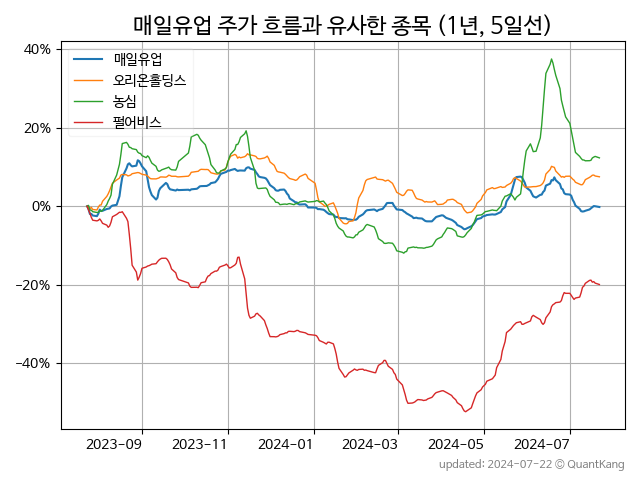 매일유업 주가 흐름과 유사한 종목 (1년, 5일선)
매일유업
오리온홀딩스
농심
펄어비스
40%
20%
0%
−20%
−40%
2023-09 2023-11 2024-01 2024-03 2024-05 2024-07
updated: 2024-07-22 © QuantKang